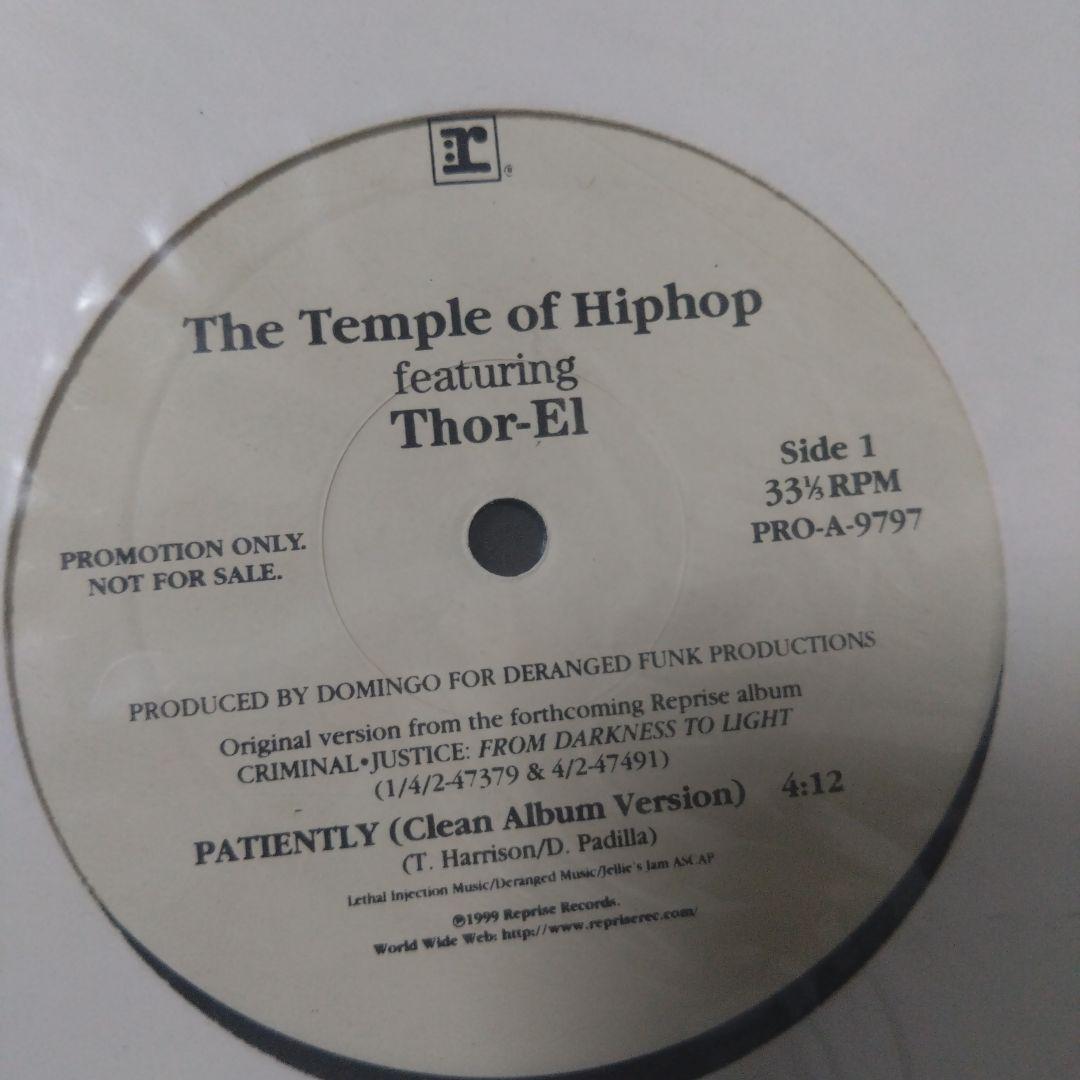 r
The Temple of Hiphop
featuring
Thor-El
Side 1
33⅓ RPM
PRO-A-9797
PROMOTION ONLY.
NOT FOR SALE.
PRODUCED BY DOMINGO FOR DERANGED FUNK PRODUCTIONS
Original version from the forthcoming Reprise album
CRIMINAL•JUSTICE: FROM DARKNESS TO LIGHT
(1/4/2-47379 & 4/2-47491)
PATIENTLY (Clean Album Version) 4:12
(T. Harrison/D. Padilla)
Lethal Injection Music/Deranged Music/Jellie's Jam ASCAP
℗1999 Reprise Records.
World Wide Web: http://www.repriserec.com/